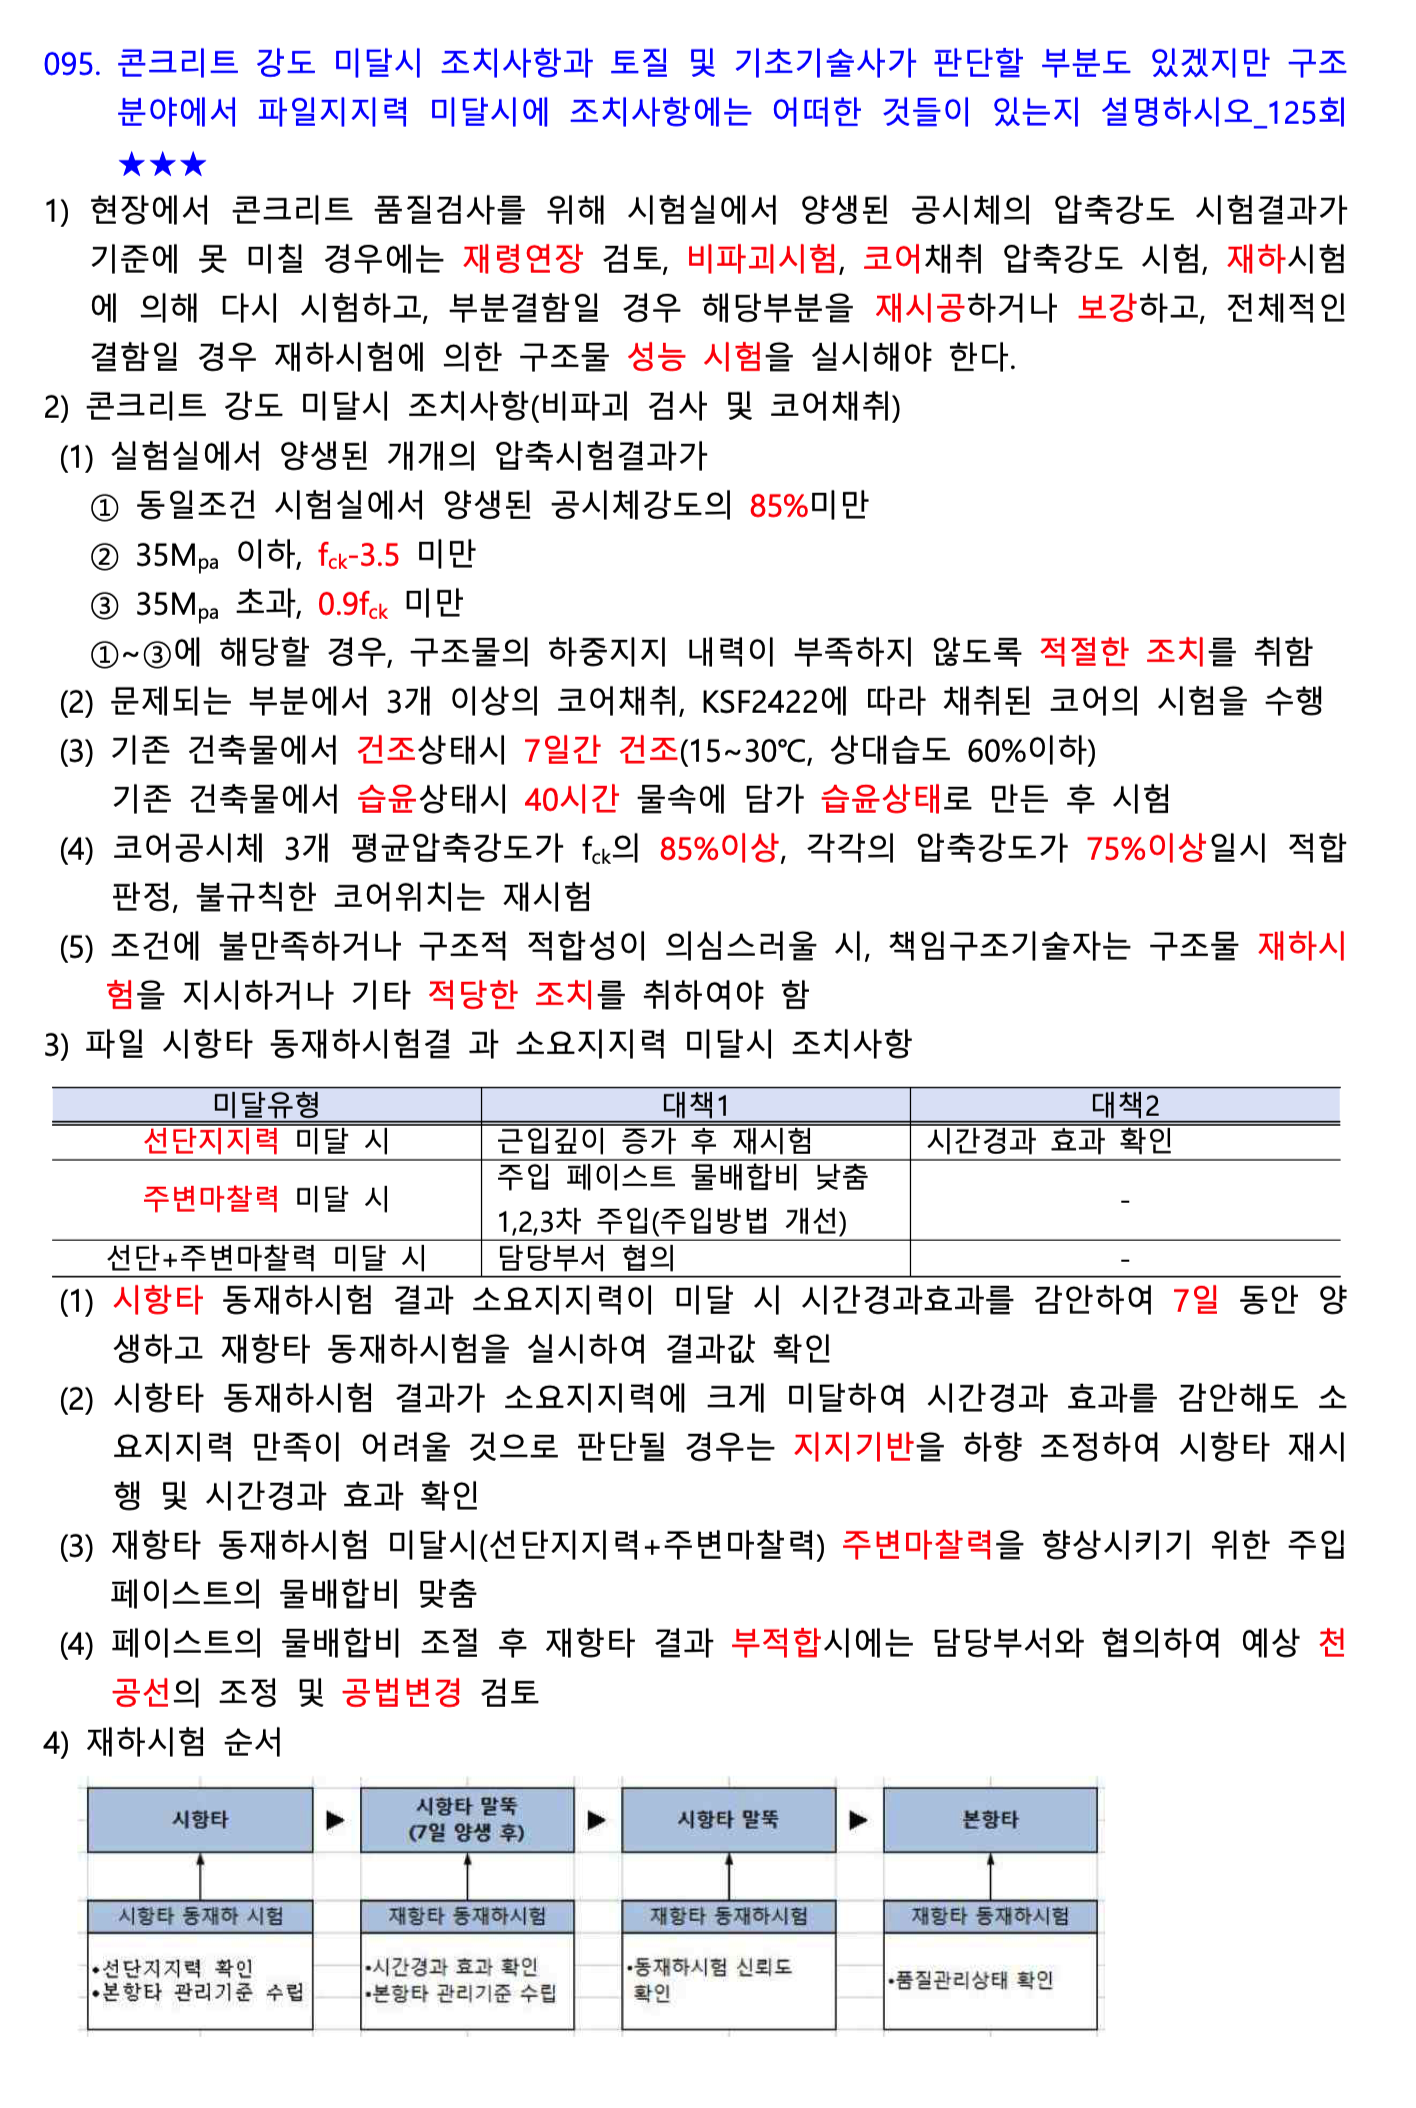 095. 콘크리트 강도 미달시 조치사항과 토질 및 기초기술사가 판단할 부분도 있겠지만 구조
분야에서 파일지지력 미달시에 조치사항에는 어떠한 것들이 있는지 설명하시오_125회
★★★
1) 현장에서 콘크리트 품질검사를 위해 시험실에서 양생된 공시체의 압축강도 시험결과가
기준에 못 미칠 경우에는 재령연장 검토, 비파괴시험, 코어채취 압축강도 시험, 재하시험
에 의해 다시 시험하고, 부분결함일 경우 해당부분을 재시공하거나 보강하고, 전체적인
결함일 경우 재하시험에 의한 구조물 성능 시험을 실시해야 한다.
2) 콘크리트 강도 미달시 조치사항(비파괴 검사 및 코어채취)
(1) 실험실에서 양생된 개개의 압축시험결과가
① 동일조건 시험실에서 양생된 공시체강도의 85%미만
② 35Mpa 이하, fck-3.5 미만
③ 35Mpa 초과, 0.9fck 미만
①~③에 해당할 경우, 구조물의 하중지지 내력이 부족하지 않도록 적절한 조치를 취함
(2) 문제되는 부분에서 3개 이상의 코어채취, KSF2422에 따라 채취된 코어의 시험을 수행
(3) 기존 건축물에서 건조상태시 7일간 건조(15~30℃, 상대습도 60%이하)
기존 건축물에서 습윤상태시 40시간 물속에 담가 습윤상태로 만든 후 시험
(4) 코어공시체 3개 평균압축강도가 fck의 85%이상, 각각의 압축강도가 75%이상일시 적합
판정, 불규칙한 코어위치는 재시험
(5) 조건에 불만족하거나 구조적 적합성이 의심스러울 시, 책임구조기술자는 구조물 재하시
험을 지시하거나 기타 적당한 조치를 취하여야 함
3) 파일 시항타 동재하시험결 과 소요지지력 미달시 조치사항
미달유형 대책1 대책2
선단지지력 미달 시 근입깊이 증가 후 재시험 시간경과 효과 확인
주변마찰력 미달 시 주입 페이스트 물배합비 낮춤 -
1,2,3차 주입(주입방법 개선)
선단+주변마찰력 미달 시 담당부서 협의 -
(1) 시항타 동재하시험 결과 소요지지력이 미달 시 시간경과효과를 감안하여 7일 동안 양
생하고 재항타 동재하시험을 실시하여 결과값 확인
(2) 시항타 동재하시험 결과가 소요지지력에 크게 미달하여 시간경과 효과를 감안해도 소
요지지력 만족이 어려울 것으로 판단될 경우는 지지기반을 하향 조정하여 시항타 재시
행 및 시간경과 효과 확인
(3) 재항타 동재하시험 미달시(선단지지력+주변마찰력) 주변마찰력을 향상시키기 위한 주입
페이스트의 물배합비 맞춤
(4) 페이스트의 물배합비 조절 후 재항타 결과 부적합시에는 담당부서와 협의하여 예상 천
공선의 조정 및 공법변경 검토
4) 재하시험 순서
시항타 ▶ 시항타 말뚝 ▶ 시항타 말뚝 ▶ 본항타
(7일 양생 후)
시항타 동재하 시험 재항타 동재하시험 재항타 동재하시험 재항타 동재하시험
•선단지지력 확인 •시간경과 효과 확인 •동재하시험 신뢰도 •품질관리상태 확인
•본항타 관리기준 수립 •본항타 관리기준 수립 확인